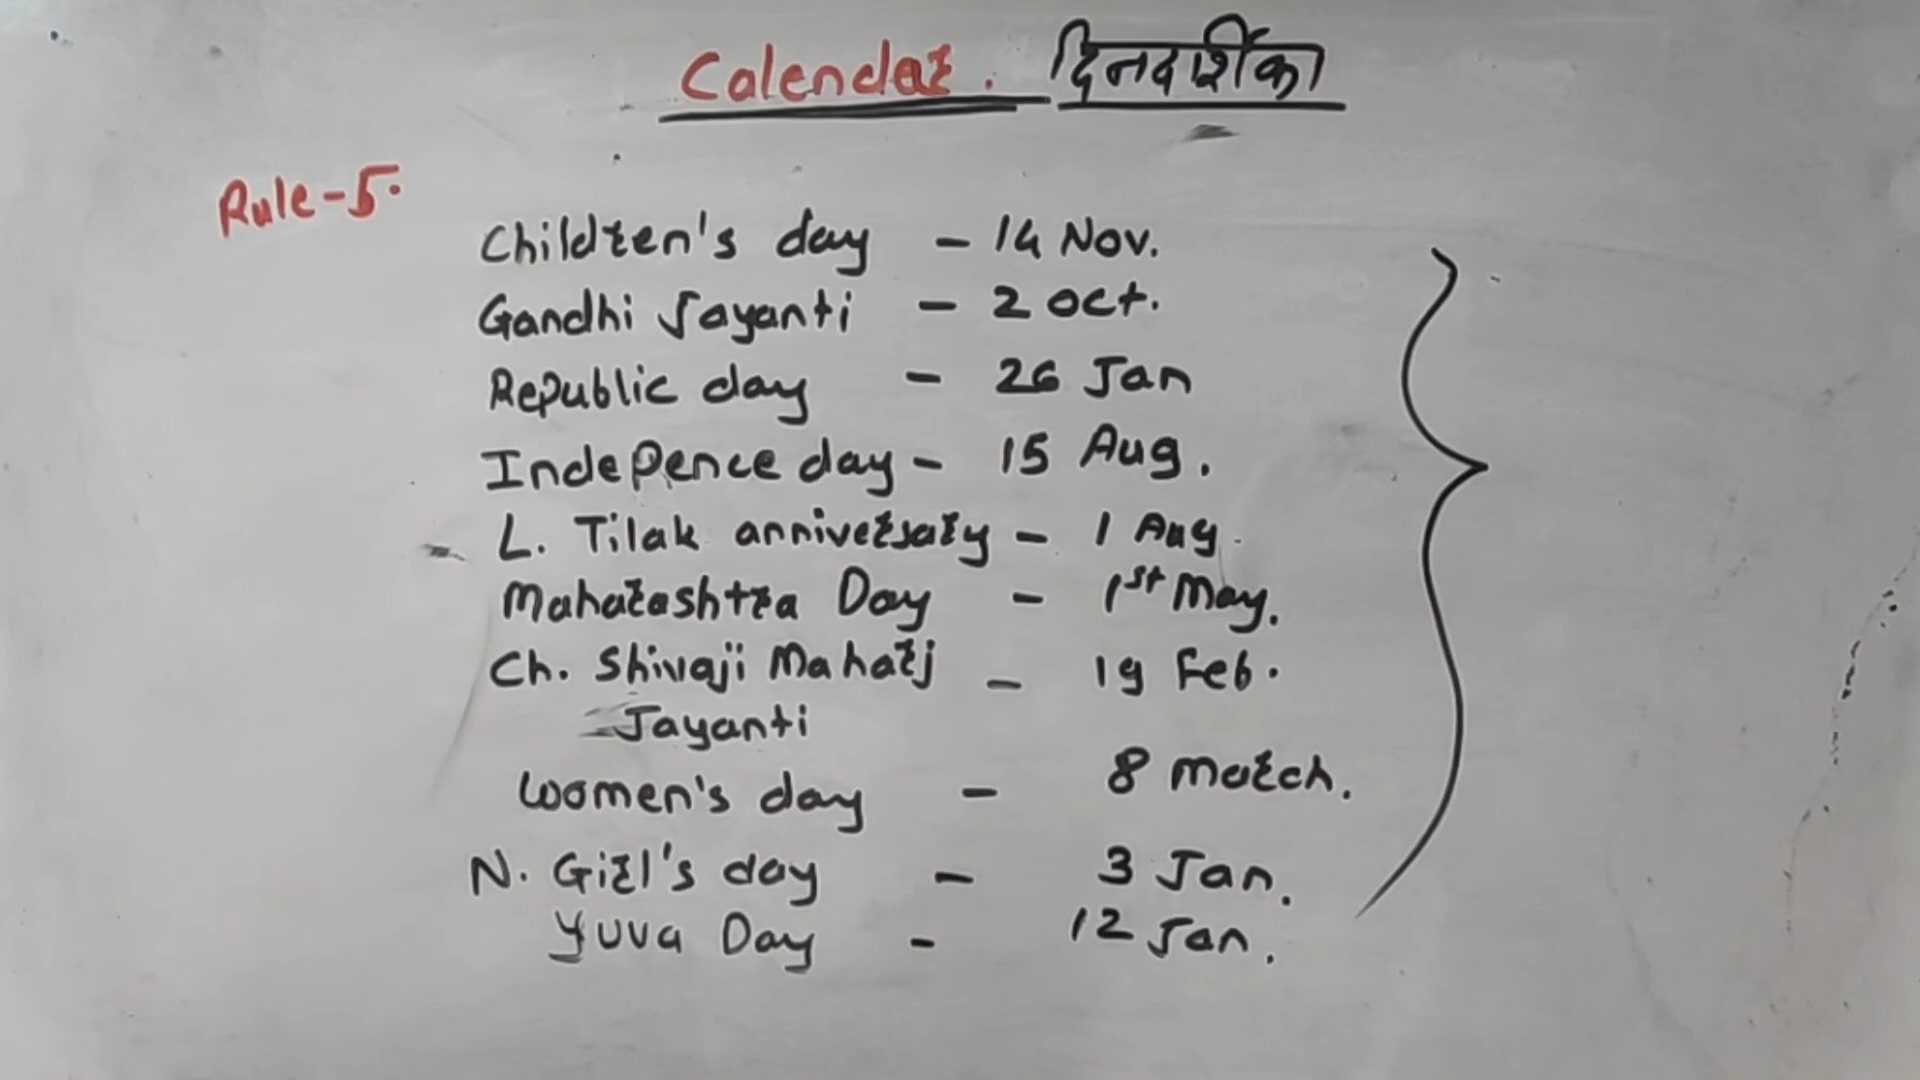 Calendar. दिनदर्शिका
Rule-5.
Children's day - 14 Nov.
Gandhi Jayanti - 2 Oct.
Republic day - 26 Jan
Indepence day - 15 Aug.
L. Tilak anniversary - 1 Aug.
Maharashtra Day - 1st May.
Ch. Shivaji Maharj - 19 Feb.
Jayanti
Women's day - 8 March.
N. Girl's day - 3 Jan.
Yuva Day - 12 Jan.